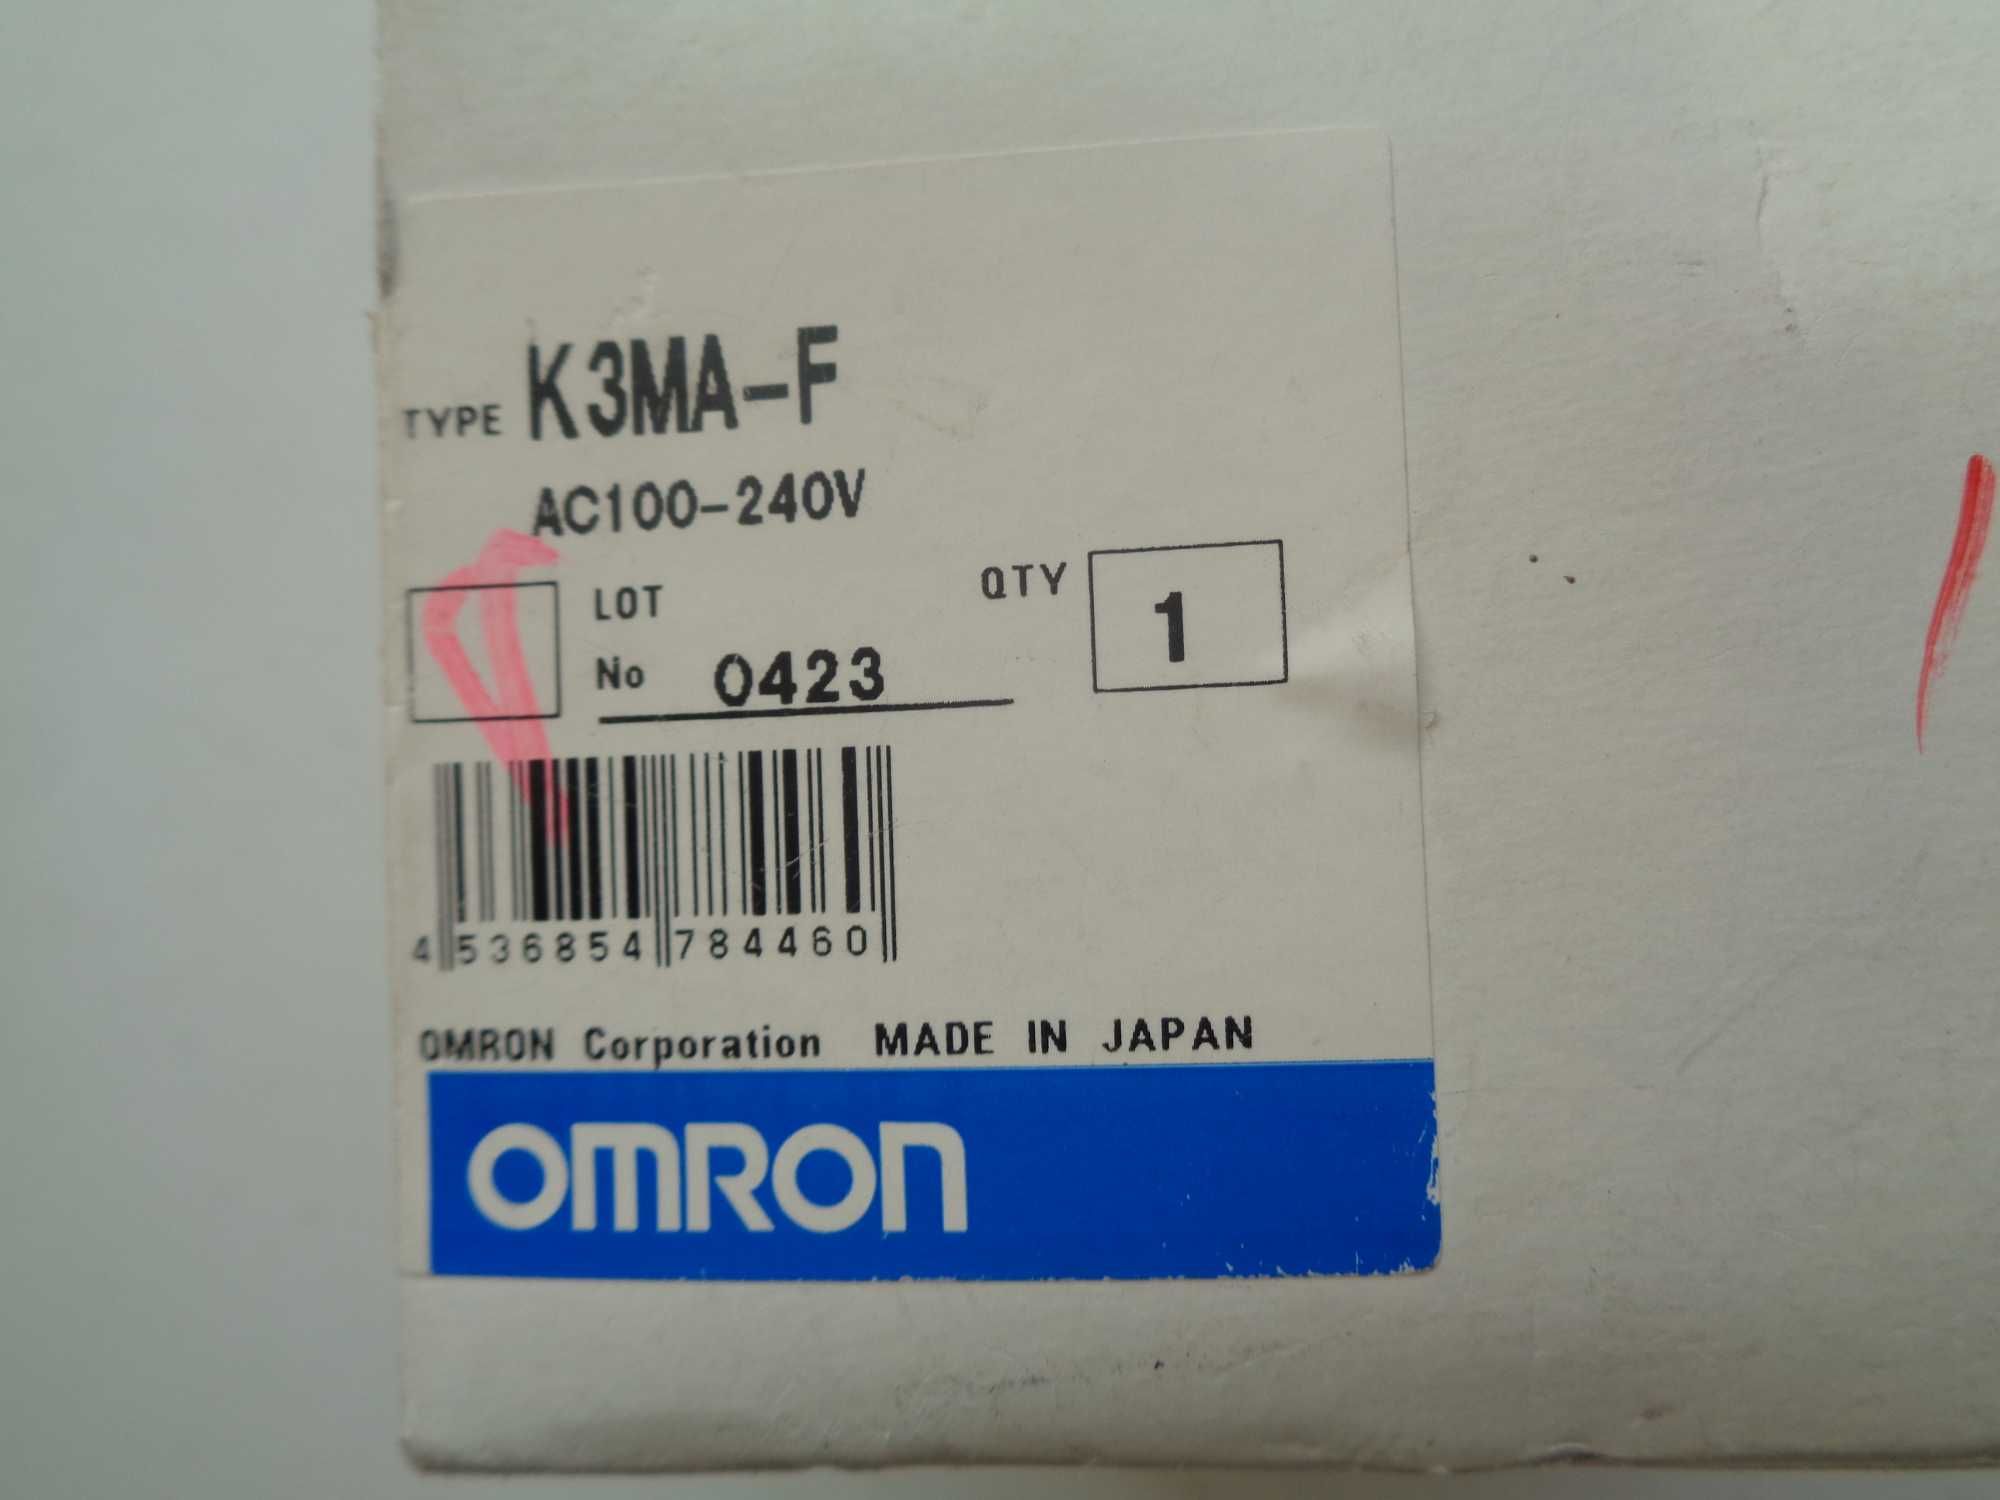 TYPE K3MA-F
AC100-240V
LOT
No 0423
QTY 1
4 536854 784460
OMRON Corporation MADE IN JAPAN
OMRON